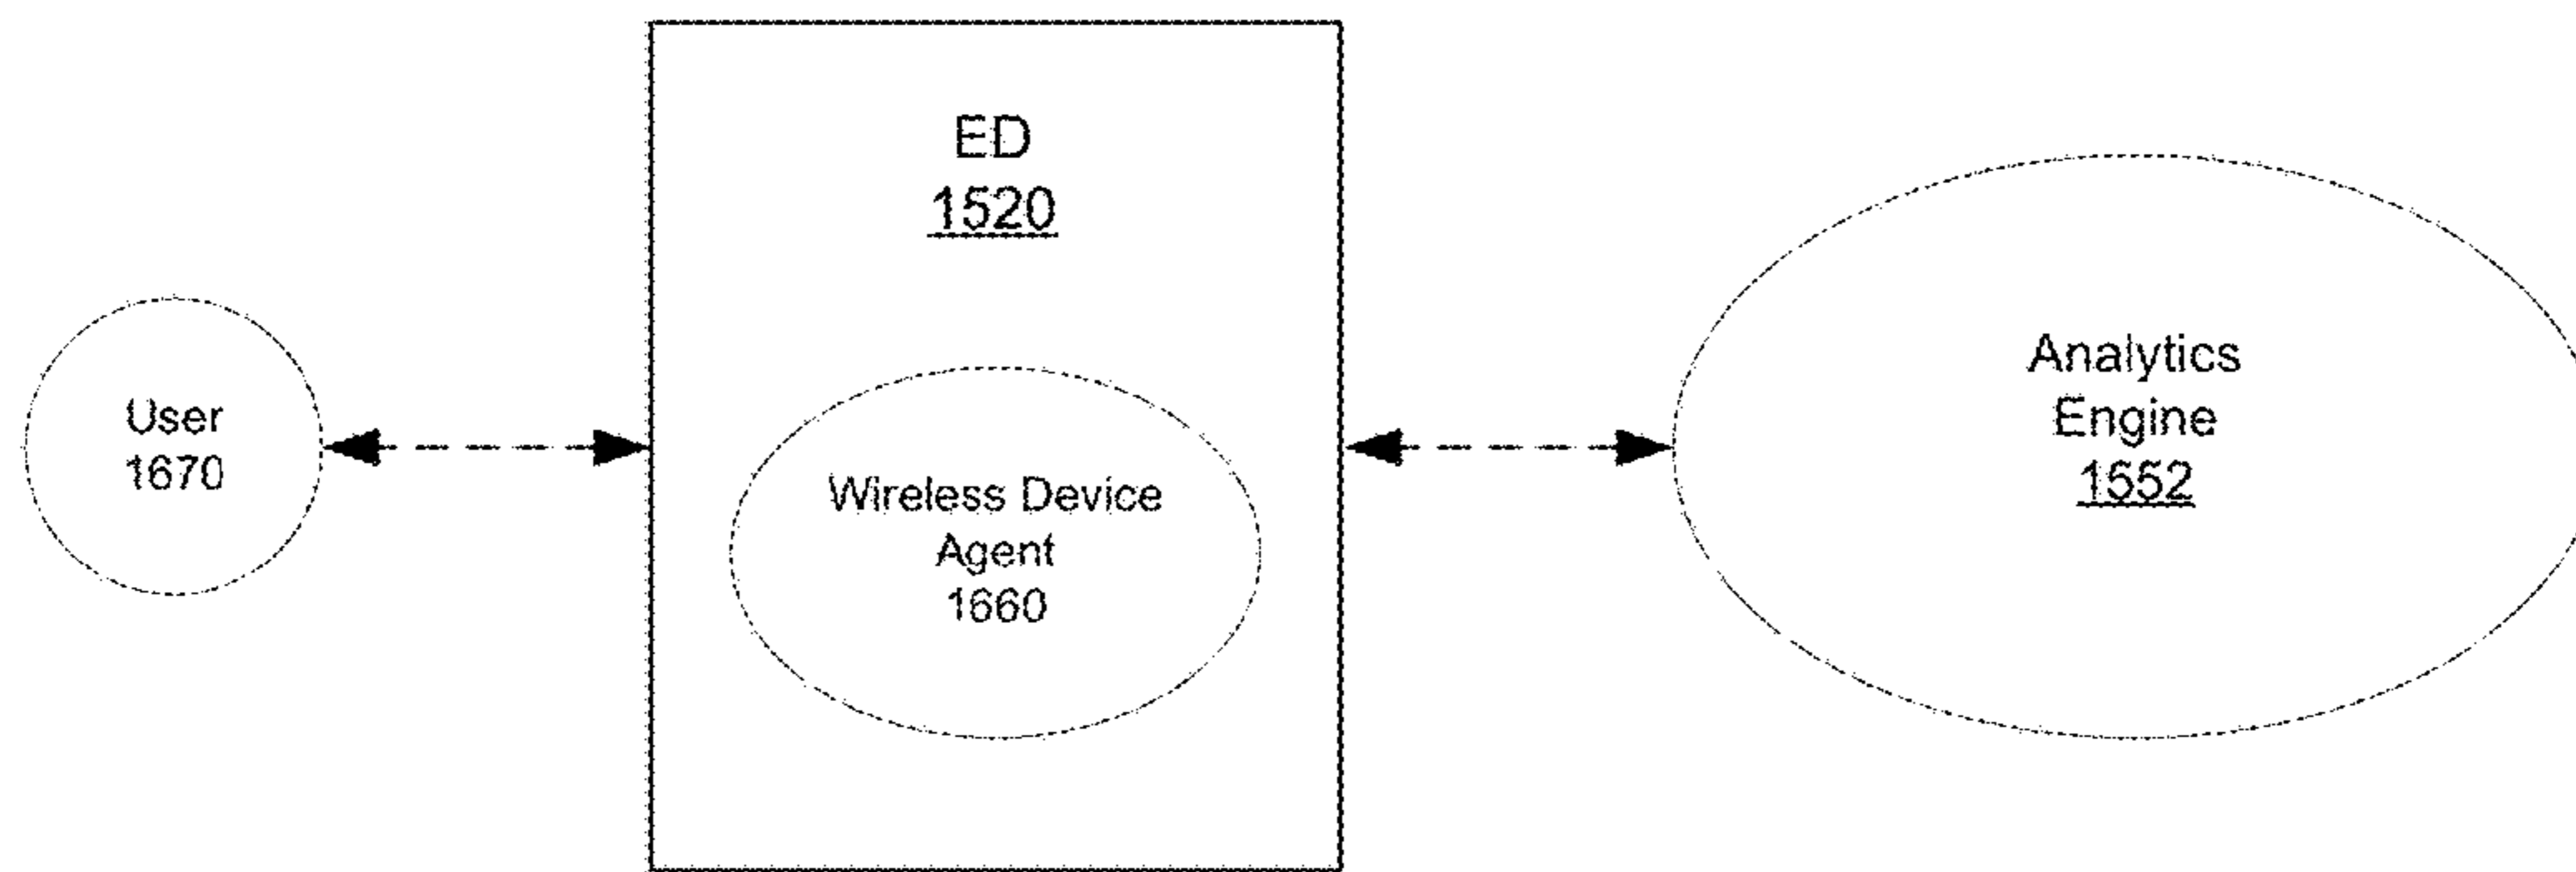 User
1670
ED
1520
Wireless Device
Agent
1660
Analytics
Engine
1552